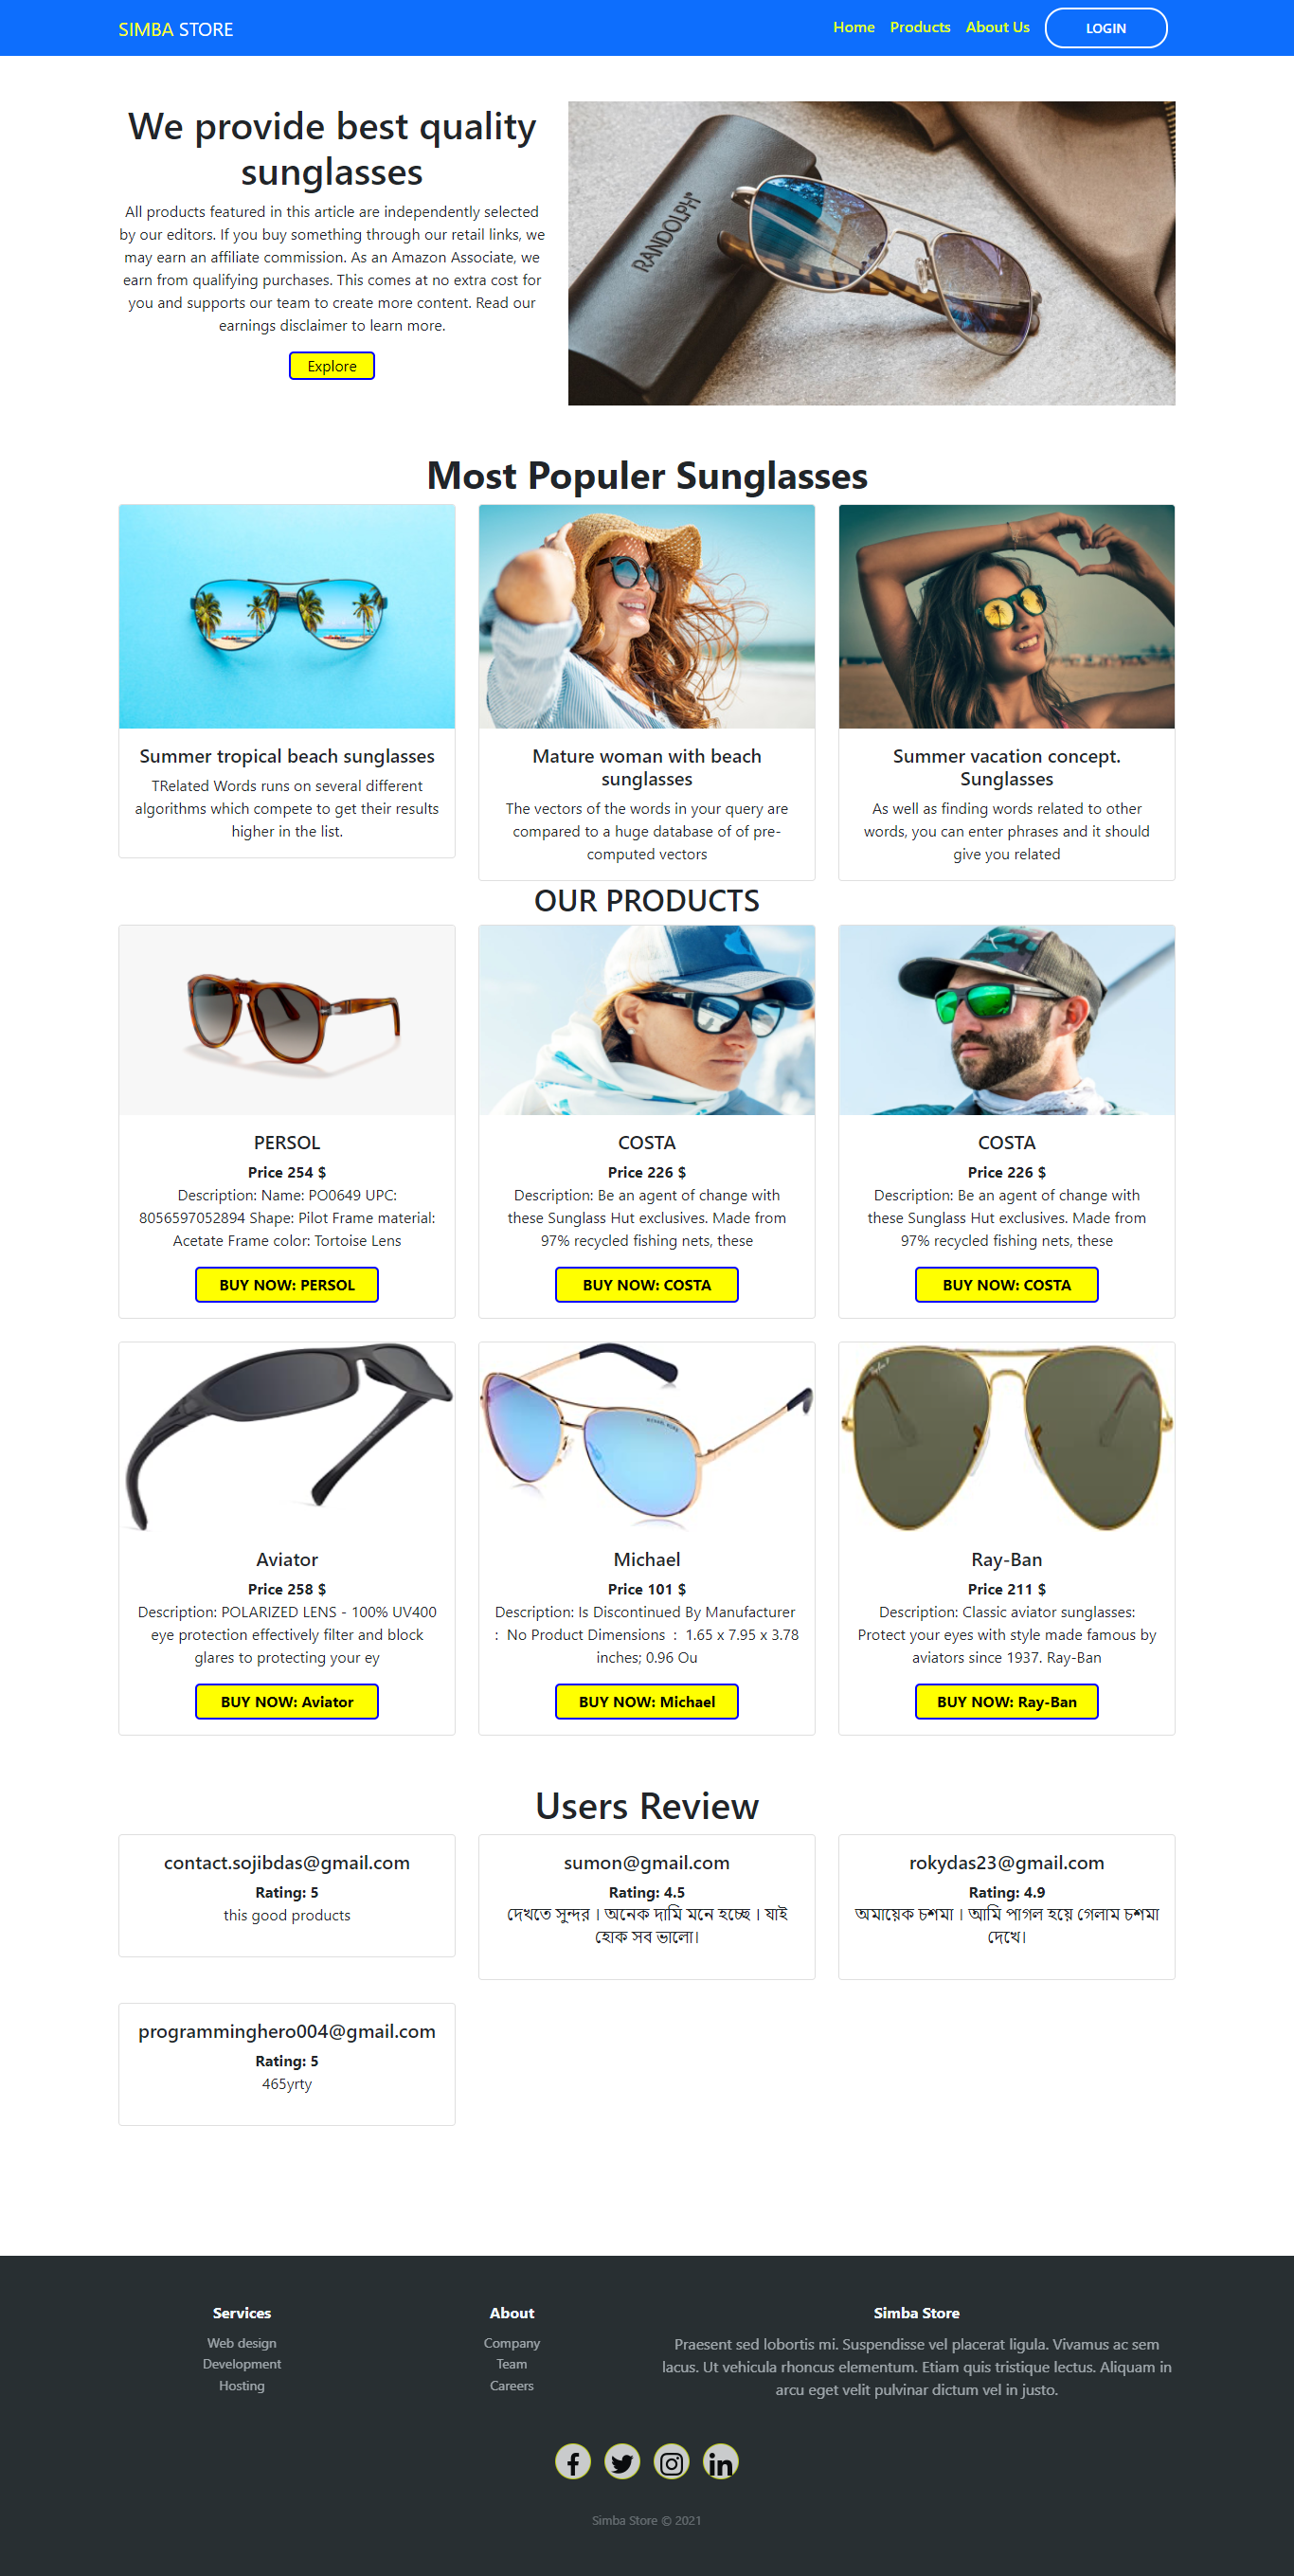 SIMBA STORE
Home Products About Us LOGIN
We provide best quality
sunglasses
All products featured in this article are independently selected
by our editors. If you buy something through our retail links, we
may earn an affiliate commission. As an Amazon Associate, we
earn from qualifying purchases. This comes at no extra cost for
you and supports our team to create more content. Read our
earnings disclaimer to learn more.
Explore
RANDOLPH
Most Populer Sunglasses
Summer tropical beach sunglasses
TRelated Words runs on several different
algorithms which compete to get their results
higher in the list.
Mature woman with beach
sunglasses
The vectors of the words in your query are
compared to a huge database of of pre-
computed vectors
Summer vacation concept.
Sunglasses
As well as finding words related to other
words, you can enter phrases and it should
give you related
OUR PRODUCTS
PERSOL
Price 254 $
Description: Name: PO0649 UPC:
8056597052894 Shape: Pilot Frame material:
Acetate Frame color: Tortoise Lens
BUY NOW: PERSOL
COSTA
Price 226 $
Description: Be an agent of change with
these Sunglass Hut exclusives. Made from
97% recycled fishing nets, these
BUY NOW: COSTA
COSTA
Price 226 $
Description: Be an agent of change with
these Sunglass Hut exclusives. Made from
97% recycled fishing nets, these
BUY NOW: COSTA
Aviator
Price 258 $
Description: POLARIZED LENS - 100% UV400
eye protection effectively filter and block
glares to protecting your ey
BUY NOW: Aviator
Michael
Price 101 $
Description: Is Discontinued By Manufacturer
: No Product Dimensions : 1.65 x 7.95 x 3.78
inches; 0.96 Ou
BUY NOW: Michael
Ray-Ban
Price 211 $
Description: Classic aviator sunglasses:
Protect your eyes with style made famous by
aviators since 1937. Ray-Ban
BUY NOW: Ray-Ban
Users Review
contact.sojibdas@gmail.com
Rating: 5
this good products
sumon@gmail.com
Rating: 4.5
দেখতে সুন্দর । অনেক দামি মনে হচ্ছে । যাই
হোক সব ভালো।
rokydas23@gmail.com
Rating: 4.9
অমায়েক চশমা । আমি পাগল হয়ে গেলাম চশমা
দেখে।
programminghero004@gmail.com
Rating: 5
465yrty
Services
Web design
Development
Hosting
About
Company
Team
Careers
Simba Store
Praesent sed lobortis mi. Suspendisse vel placerat ligula. Vivamus ac sem
lacus. Ut vehicula rhoncus elementum. Etiam quis tristique lectus. Aliquam in
arcu eget velit pulvinar dictum vel in justo.
Simba Store © 2021